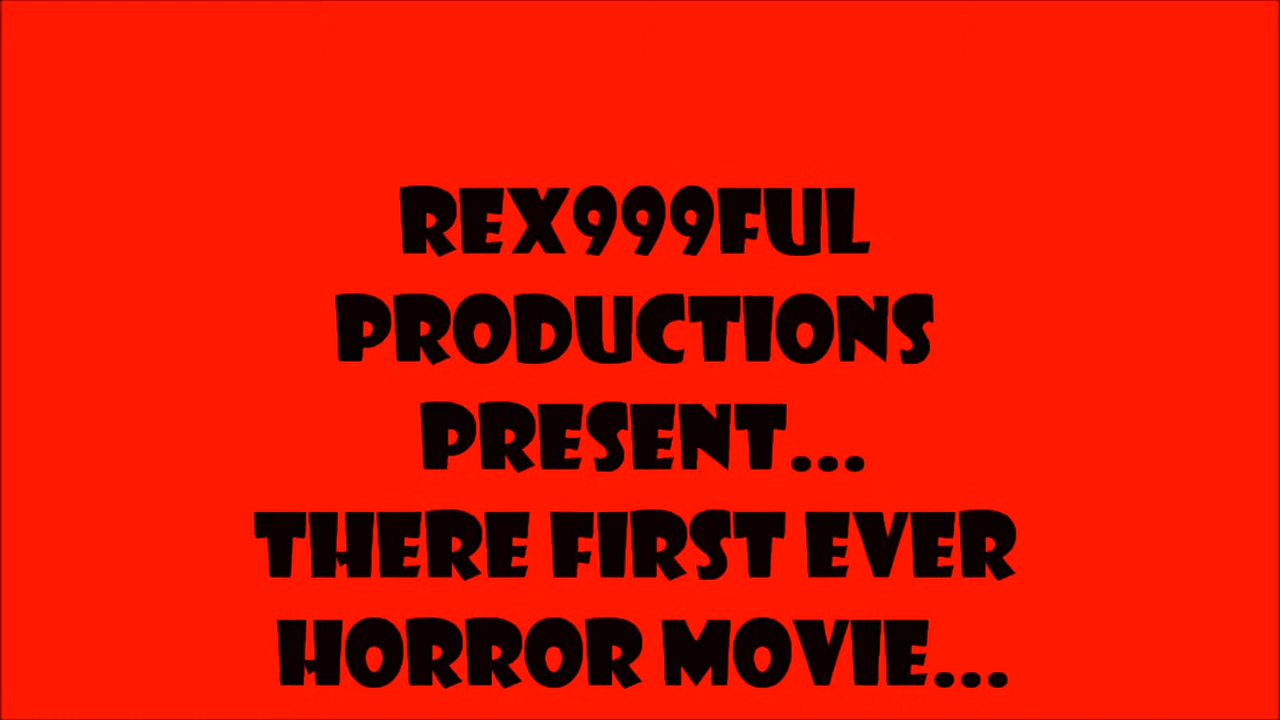 REX999FUL
PRODUCTIONS
PRESENT...
THERE FIRST EVER
HORROR MOVIE...